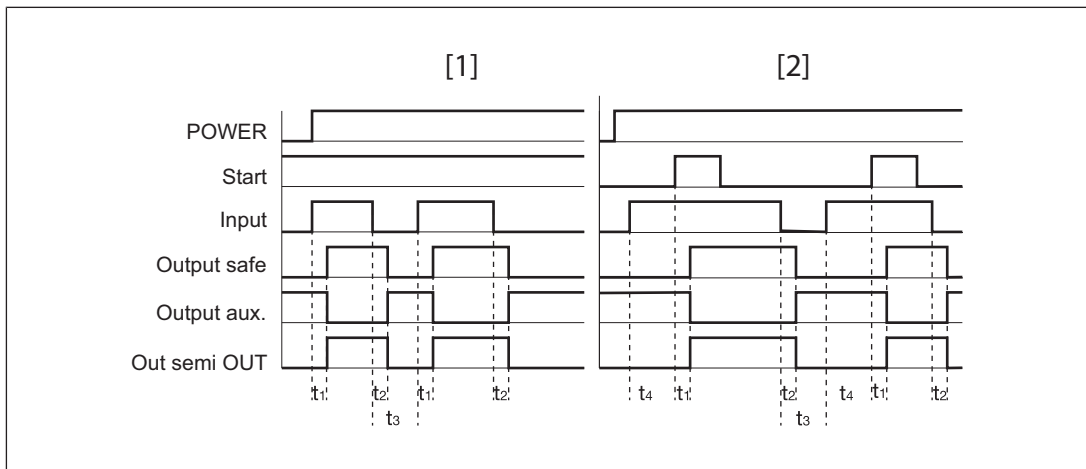 [1] [2]
POWER
Start
Input
Output safe
Output aux.
Out semi OUT
t1 t2 t1 t2 t4 t1 t2 t4 t1 t2
t3 t3